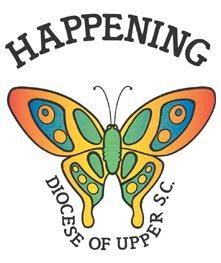 HAPPENING
DIOCESE OF UPPER S.C.